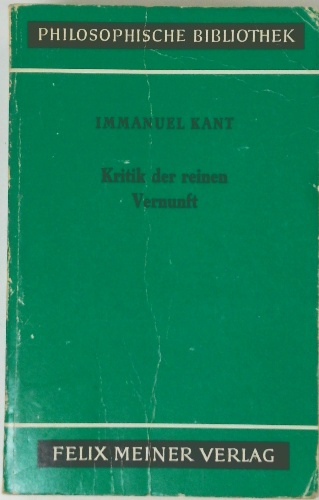 PHILOSOPHISCHE BIBLIOTHEK
IMMANUEL KANT
Kritik der reinen
Vernunft
FELIX MEINER VERLAG